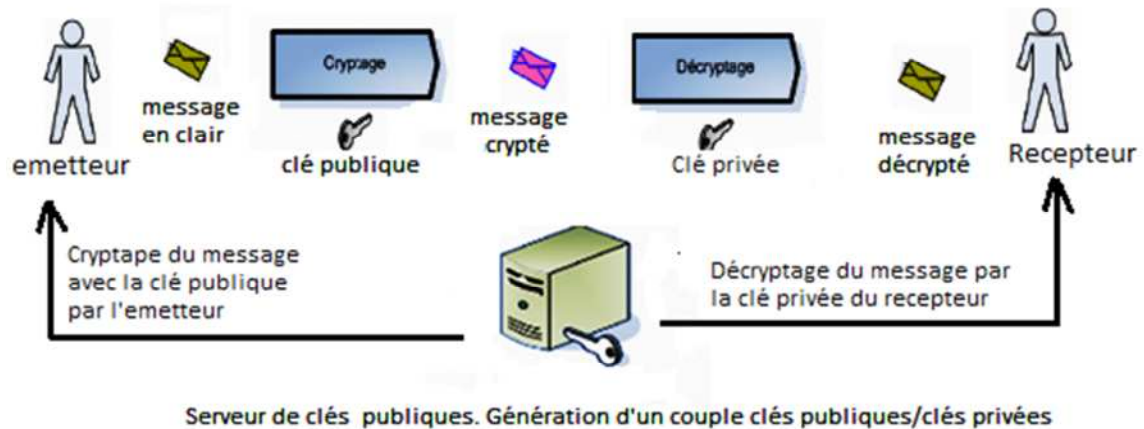 Cryptage
Décryptage
message
en clair
emetteur
clé publique
message
crypté
Clé privée
message
décrypté
Recepteur
Cryptape du message
avec la clé publique
par l'emetteur
Décryptage du message par
la clé privée du recepteur
Serveur de clés publiques. Génération d'un couple clés publiques/clés privées